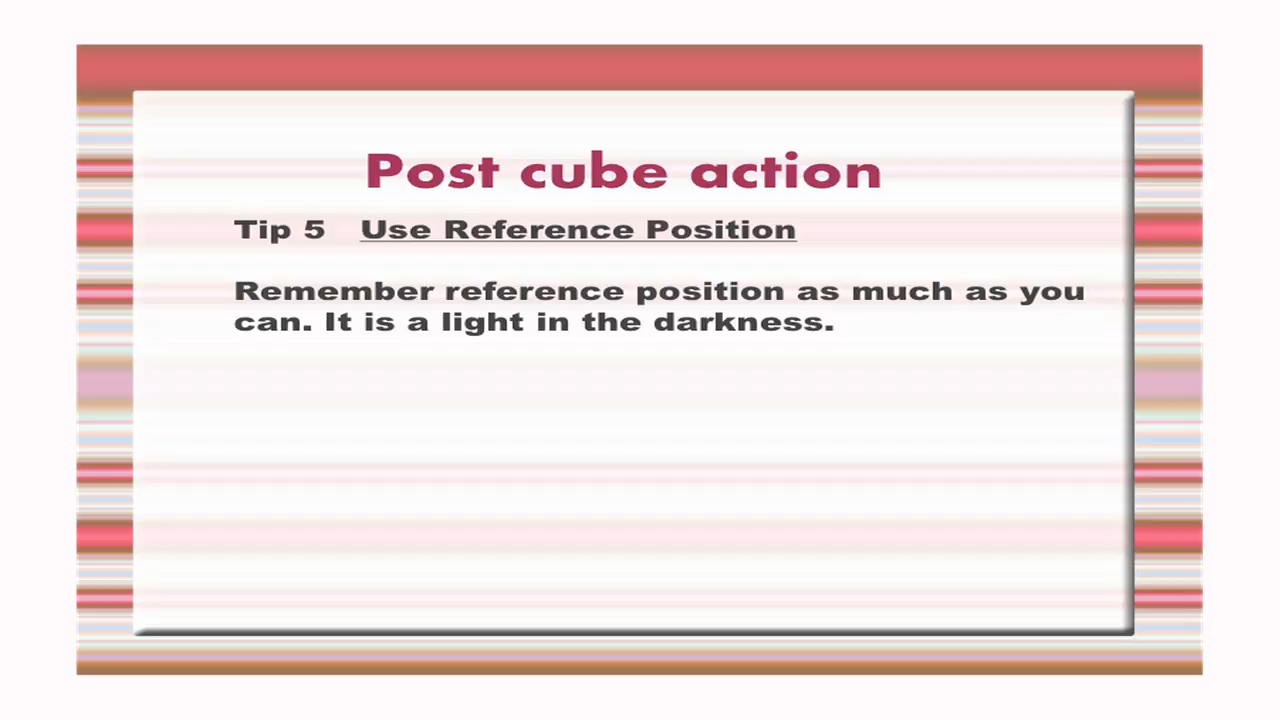 Post cube action
Tip 5 Use Reference Position
Remember reference position as much as you
can. It is a light in the darkness.